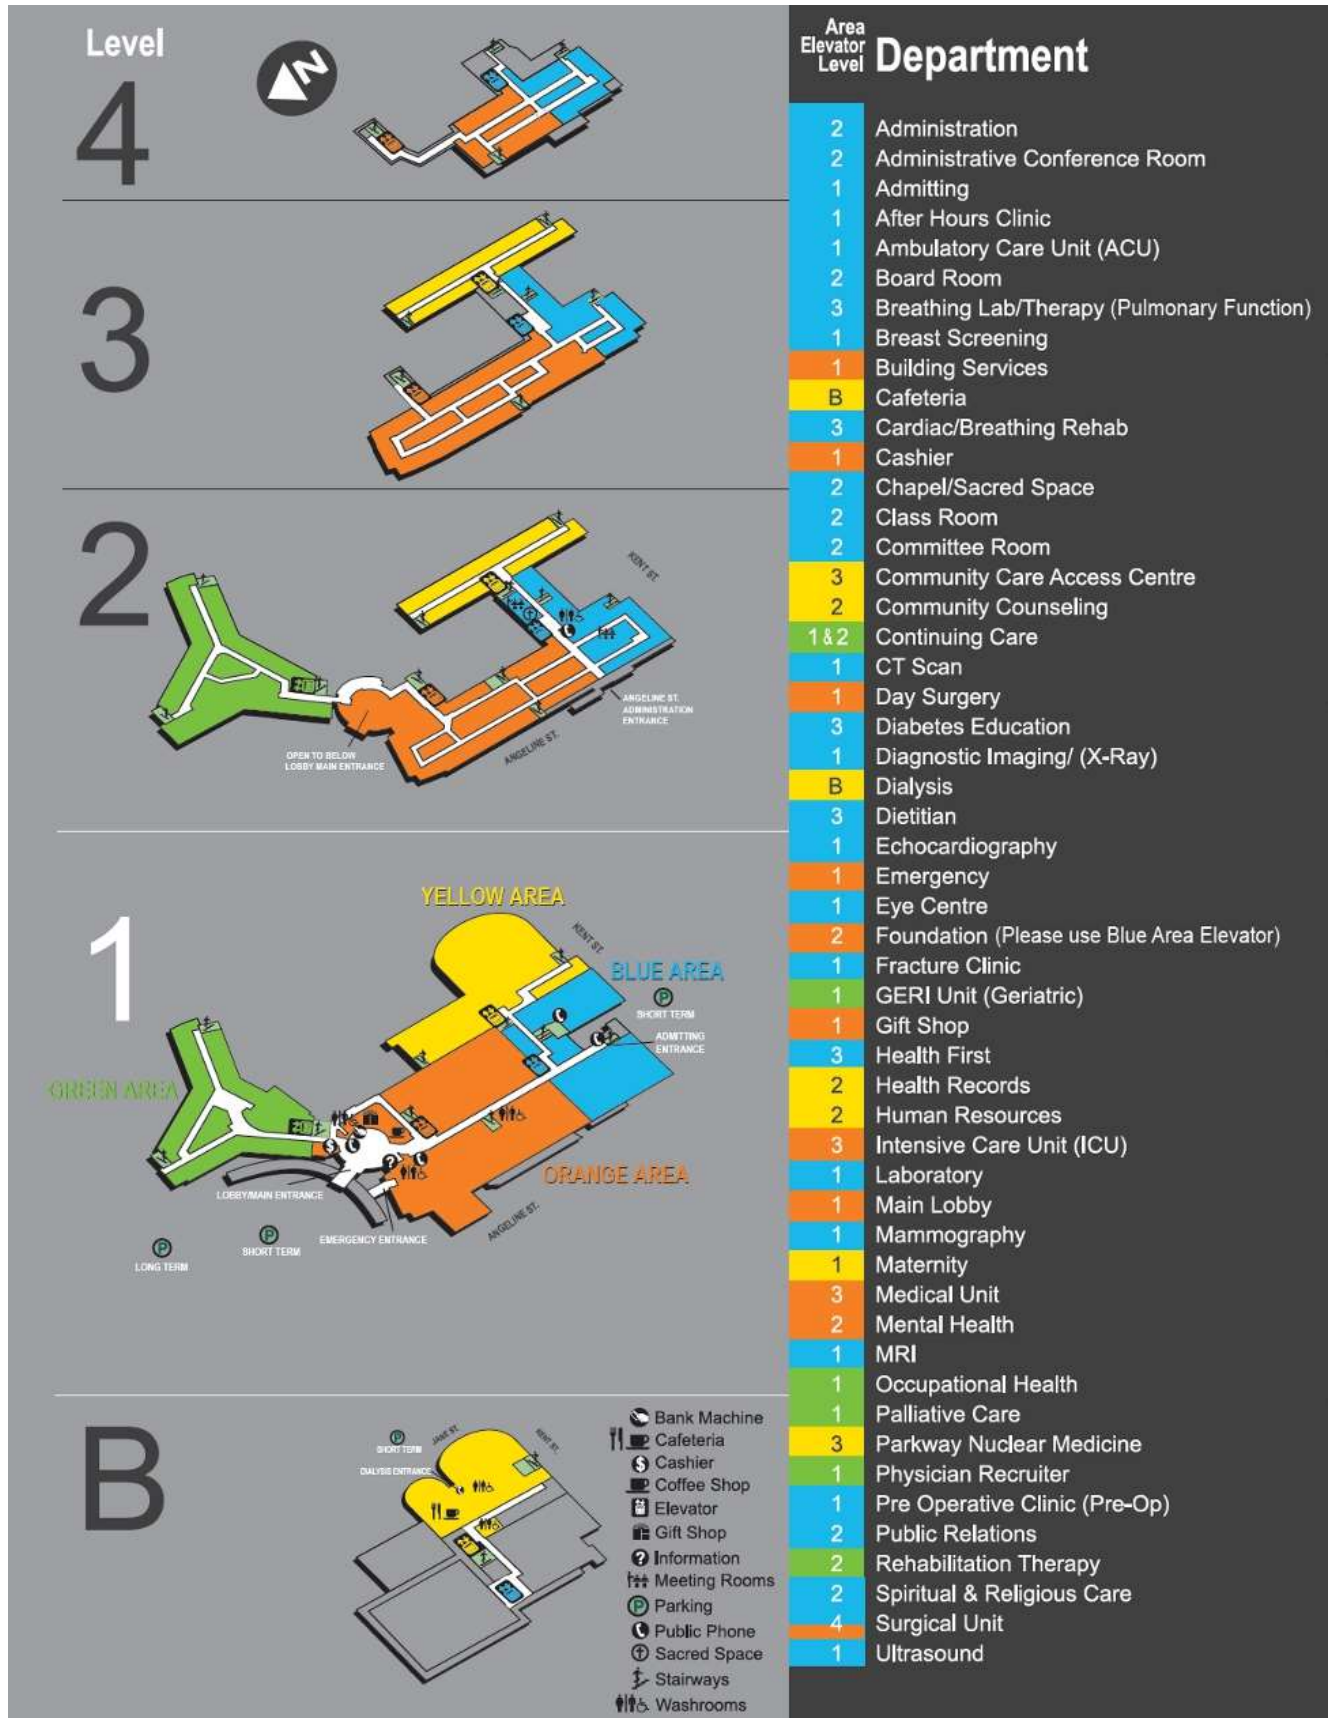 Level
4
N
3
2
KENT ST.
ANGELINE ST.
ADMINISTRATION
ENTRANCE
OPEN TO BELOW
LOBBY MAIN ENTRANCE
ANGELINE ST.
1
YELLOW AREA
KENT ST.
BLUE AREA
P
SHORT TERM
ADMITTING
ENTRANCE
GREEN AREA
$
?
ORANGE AREA
LOBBY/MAIN ENTRANCE
ANGELINE ST.
EMERGENCY ENTRANCE
P
SHORT TERM
P
LONG TERM
B
P
SHORT TERM
JANE ST.
KENT ST.
DIALYSIS ENTRANCE
Bank Machine
Cafeteria
$ Cashier
Coffee Shop
Elevator
Gift Shop
? Information
Meeting Rooms
P Parking
Public Phone
Sacred Space
Stairways
Washrooms
Area
Elevator
Level
Department
2 Administration
2 Administrative Conference Room
1 Admitting
1 After Hours Clinic
1 Ambulatory Care Unit (ACU)
2 Board Room
3 Breathing Lab/Therapy (Pulmonary Function)
1 Breast Screening
1 Building Services
B Cafeteria
3 Cardiac/Breathing Rehab
1 Cashier
2 Chapel/Sacred Space
2 Class Room
2 Committee Room
3 Community Care Access Centre
2 Community Counseling
1 & 2 Continuing Care
1 CT Scan
1 Day Surgery
3 Diabetes Education
1 Diagnostic Imaging/ (X-Ray)
B Dialysis
3 Dietitian
1 Echocardiography
1 Emergency
1 Eye Centre
2 Foundation (Please use Blue Area Elevator)
1 Fracture Clinic
1 GERI Unit (Geriatric)
1 Gift Shop
3 Health First
2 Health Records
2 Human Resources
3 Intensive Care Unit (ICU)
1 Laboratory
1 Main Lobby
1 Mammography
1 Maternity
3 Medical Unit
2 Mental Health
1 MRI
1 Occupational Health
1 Palliative Care
3 Parkway Nuclear Medicine
1 Physician Recruiter
1 Pre Operative Clinic (Pre-Op)
2 Public Relations
2 Rehabilitation Therapy
2 Spiritual & Religious Care
4 Surgical Unit
1 Ultrasound